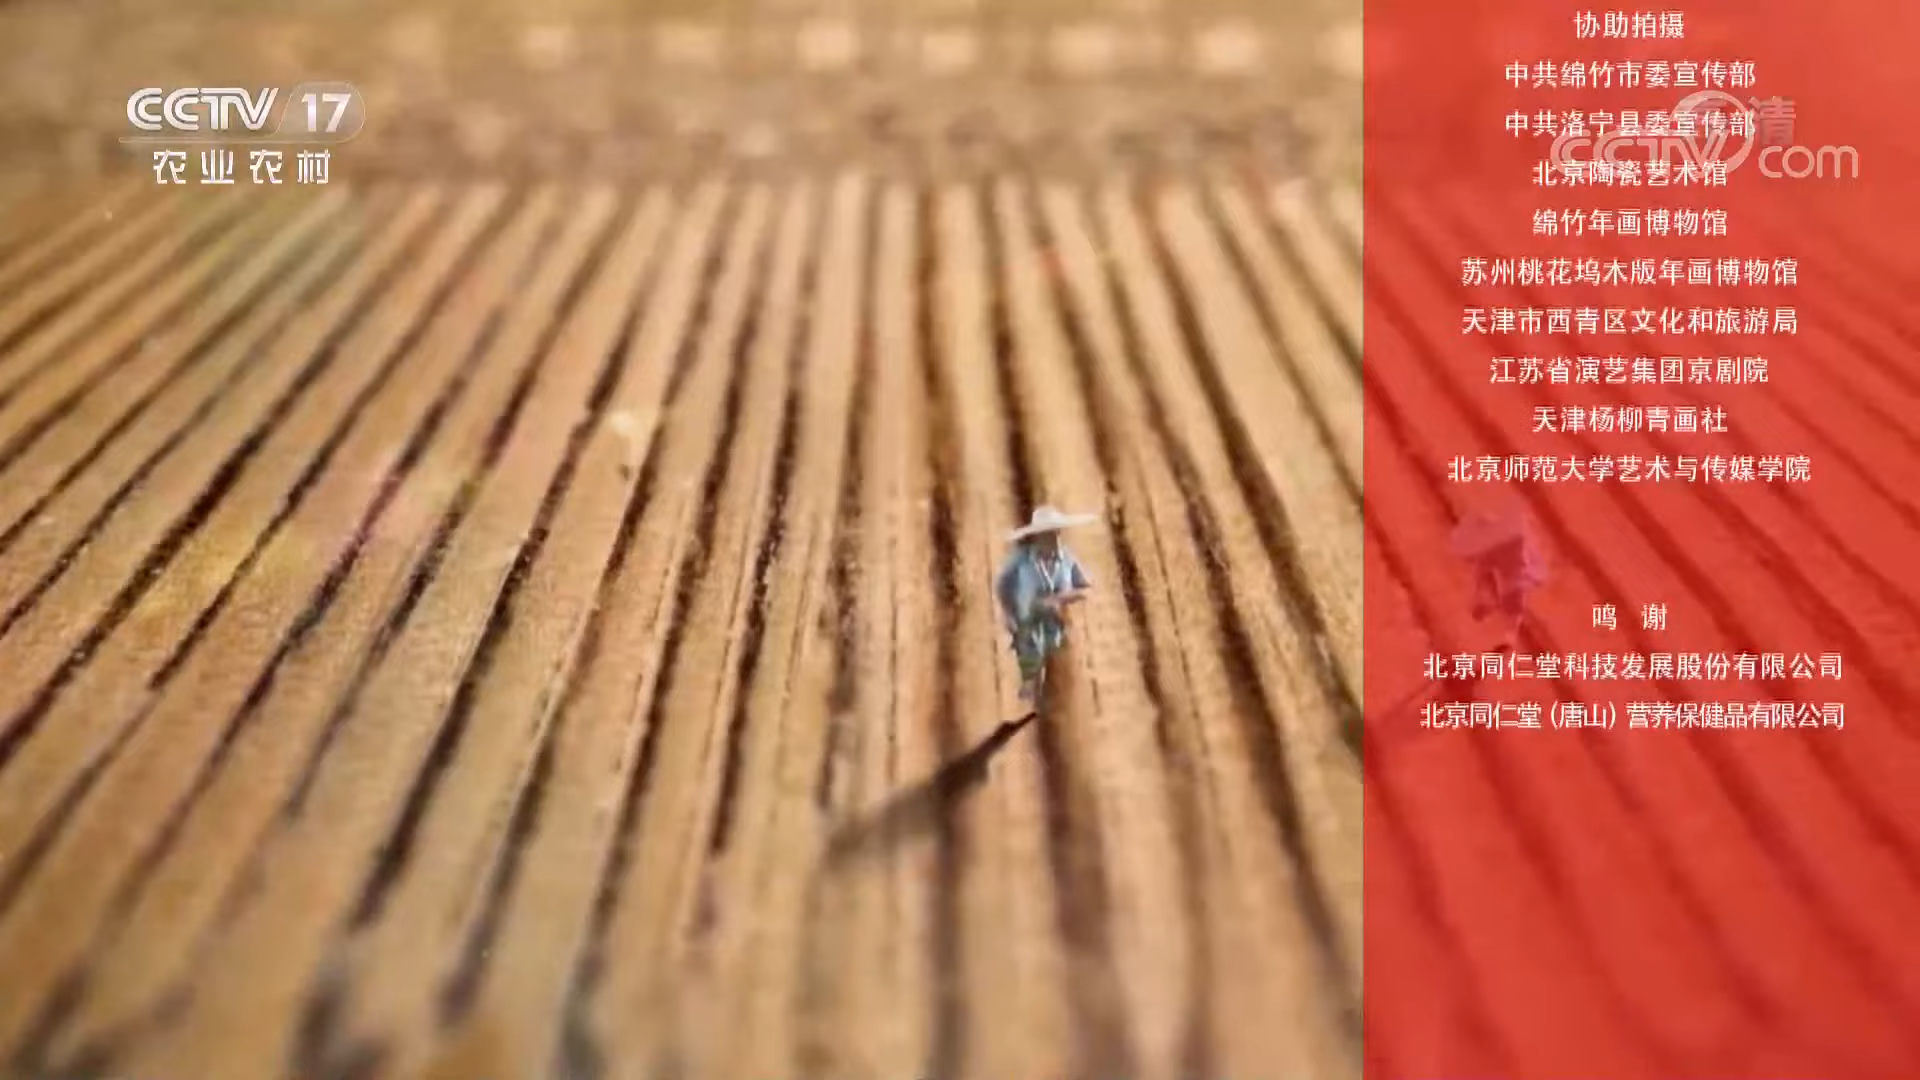 CCTV 17
农业农村
协助拍摄
中共绵竹市委宣传部
中共洛宁县委宣传部
北京陶瓷艺术馆
绵竹年画博物馆
苏州桃花坞木版年画博物馆
天津市西青区文化和旅游局
江苏省演艺集团京剧院
天津杨柳青画社
北京师范大学艺术与传媒学院
鸣 谢
北京同仁堂科技发展股份有限公司
北京同仁堂(唐山)营养保健品有限公司
CCTV.com